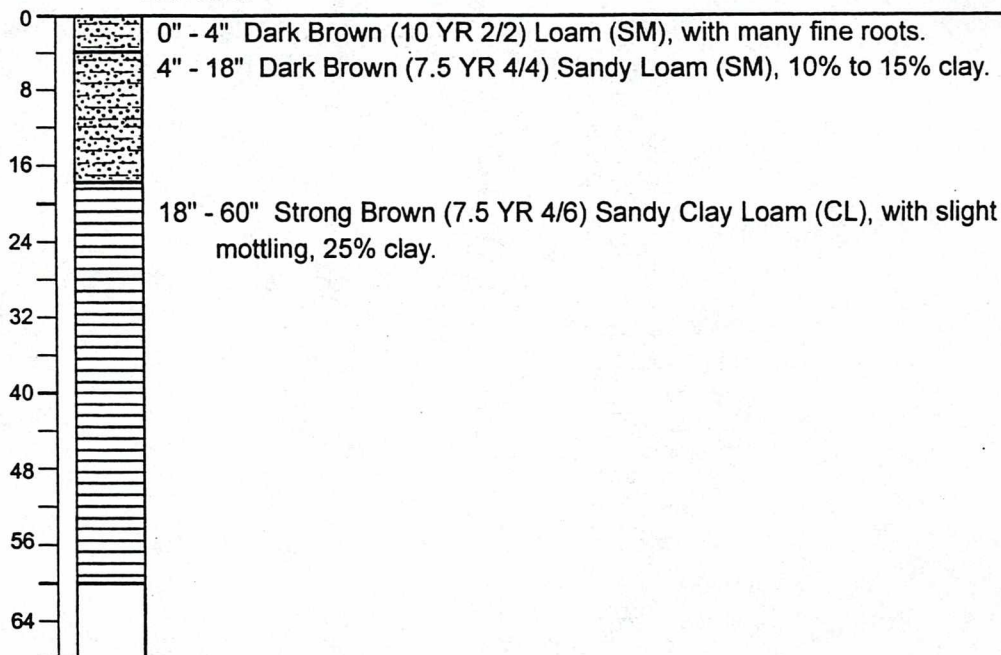 0
0" - 4" Dark Brown (10 YR 2/2) Loam (SM), with many fine roots.
4" - 18" Dark Brown (7.5 YR 4/4) Sandy Loam (SM), 10% to 15% clay.
8
16
18" - 60" Strong Brown (7.5 YR 4/6) Sandy Clay Loam (CL), with slight
24
mottling, 25% clay.
32
40
48
56
64